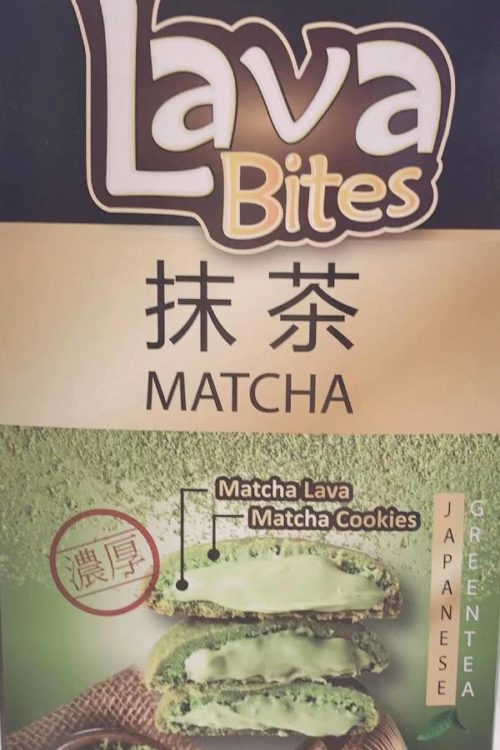 Lava
Bites
抹茶
MATCHA
Matcha Lava
Matcha Cookies
濃厚
JAPANESE
GREENTEA